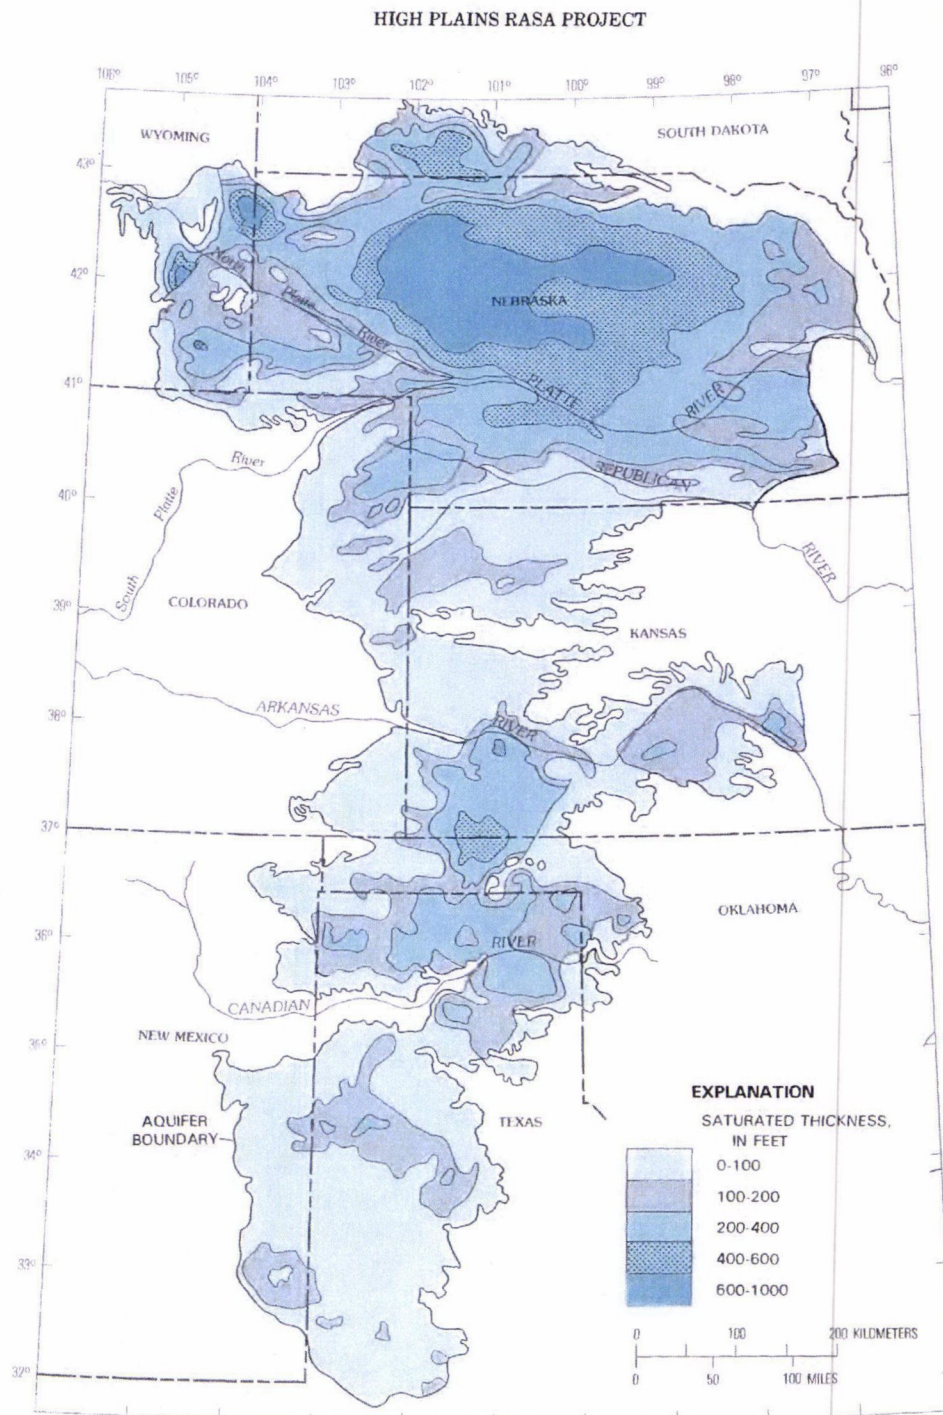 HIGH PLAINS RASA PROJECT
106° 105° 104° 103° 102° 101° 100° 99° 98° 97° 96°
WYOMING
SOUTH DAKOTA
43°
North
Platte
River
42°
NEBRASKA
41°
PLATTE
RIVER
South
Platte
River
REPUBLICAN
RIVER
40°
COLORADO
39°
KANSAS
ARKANSAS
RIVER
38°
37°
OKLAHOMA
36°
RIVER
CANADIAN
NEW MEXICO
35°
AQUIFER
BOUNDARY
TEXAS
34°
33°
32°
EXPLANATION
SATURATED THICKNESS,
IN FEET
0-100
100-200
200-400
400-600
600-1000
0 100 200 KILOMETERS
0 50 100 MILES